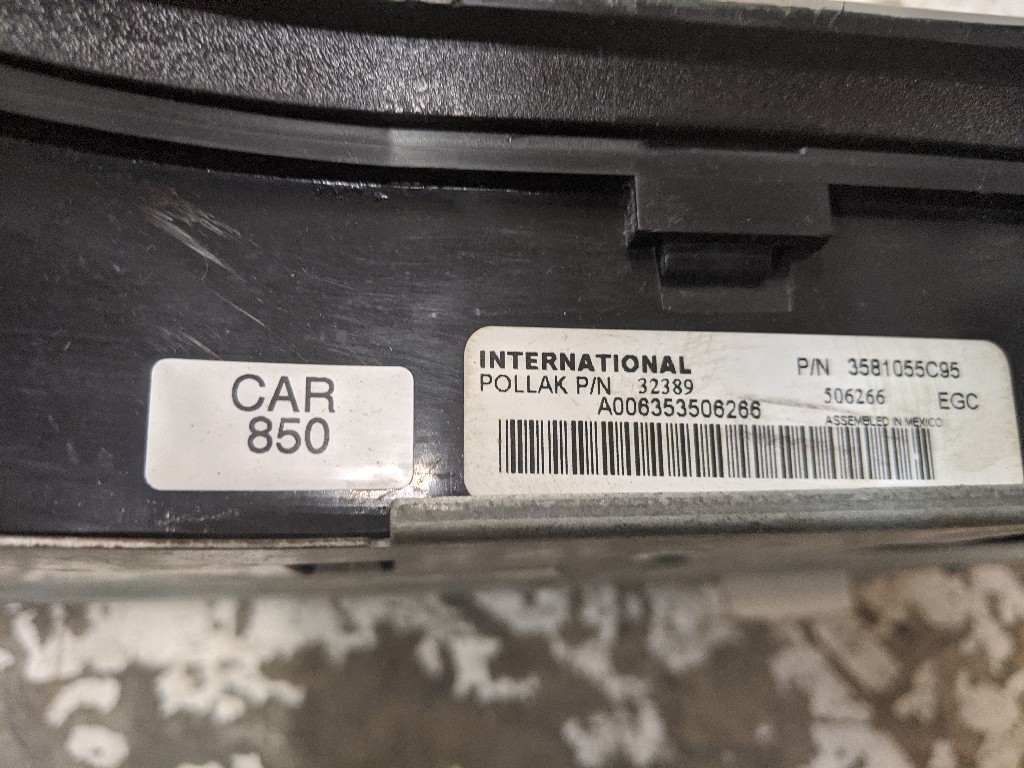 CAR
850
INTERNATIONAL P/N 3581055C95
POLLAK P/N 32389 506266 EGC
A006353506266 ASSEMBLED IN MEXICO